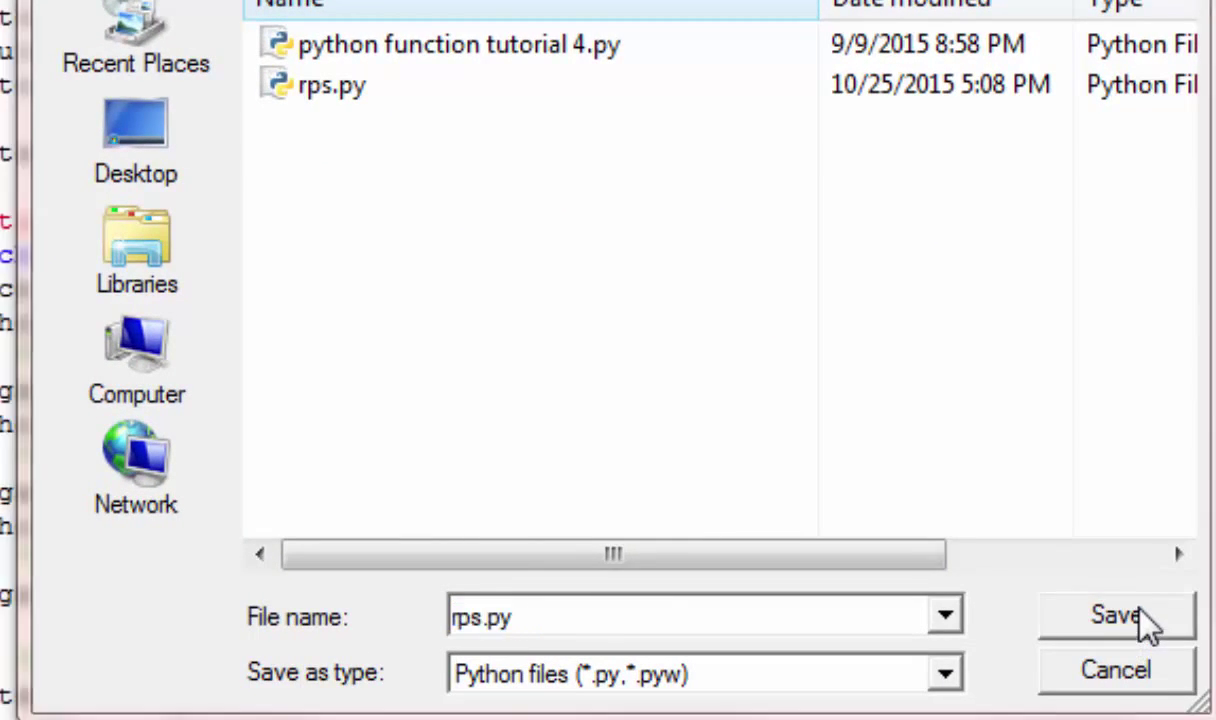 Name Date modified Type
python function tutorial 4.py 9/9/2015 8:58 PM Python Fil
rps.py 10/25/2015 5:08 PM Python Fil
Recent Places
Desktop
Libraries
Computer
Network
File name: rps.py Save
Save as type: Python files (*.py,*.pyw) Cancel